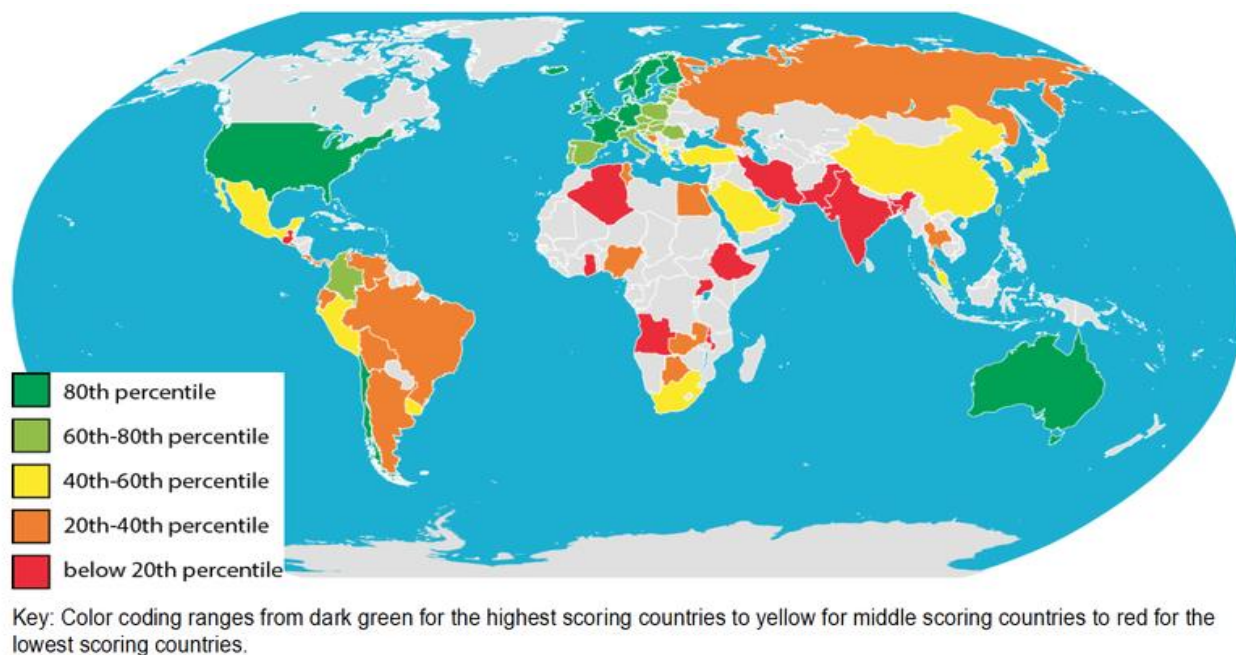 80th percentile
60th-80th percentile
40th-60th percentile
20th-40th percentile
below 20th percentile
Key: Color coding ranges from dark green for the highest scoring countries to yellow for middle scoring countries to red for the
lowest scoring countries.